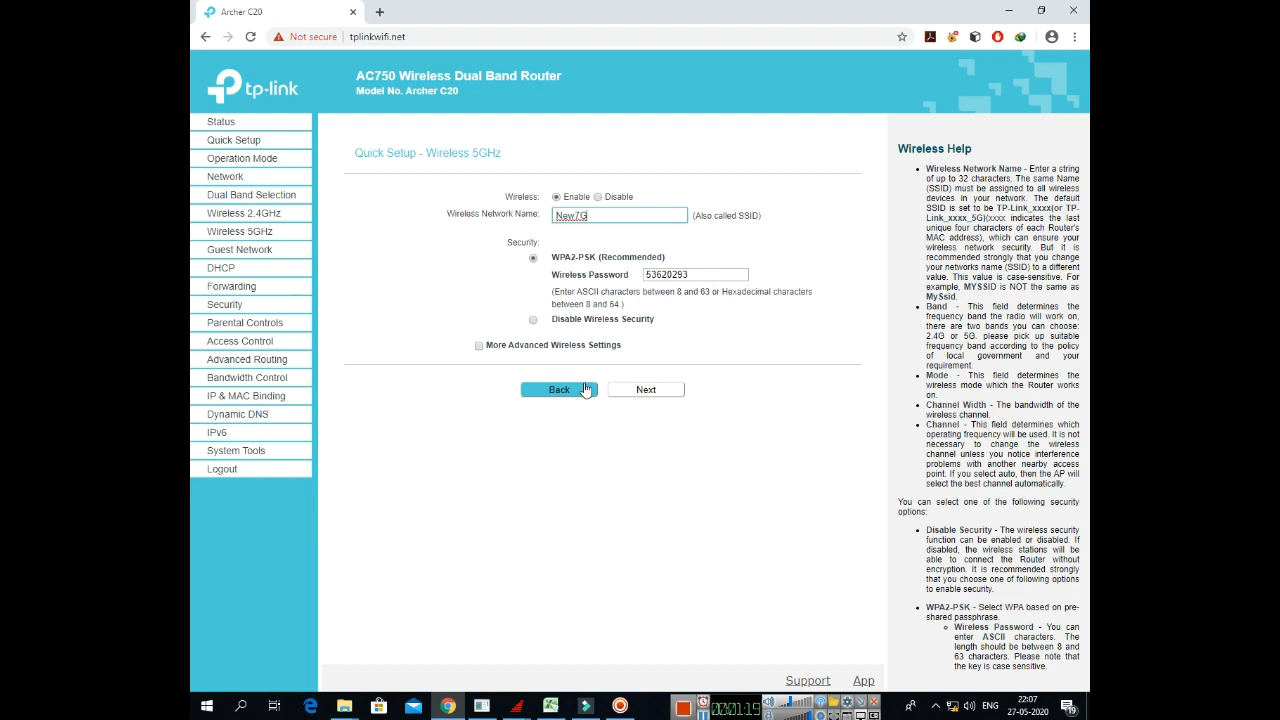 Archer C20
Not secure | tplinkwifi.net
tp-link
AC750 Wireless Dual Band Router
Model No. Archer C20
Status
Quick Setup
Operation Mode
Network
Dual Band Selection
Wireless 2.4GHz
Wireless 5GHz
Guest Network
DHCP
Forwarding
Security
Parental Controls
Access Control
Advanced Routing
Bandwidth Control
IP & MAC Binding
Dynamic DNS
IPv6
System Tools
Logout
Quick Setup - Wireless 5GHz
Wireless: Enable Disable
Wireless Network Name: New7G (Also called SSID)
Security:
WPA2-PSK (Recommended)
Wireless Password 53620293
(Enter ASCII characters between 8 and 63 or Hexadecimal characters
between 8 and 64.)
Disable Wireless Security
More Advanced Wireless Settings
Back Next
Wireless Help
Wireless Network Name - Enter a string
of up to 32 characters. The same Name
(SSID) must be assigned to all wireless
devices in your network. The default
SSID is set to be TP-Link_xxxx(or TP-
Link_xxxx_5G)(xxxx indicates the last
unique four characters of each Router's
MAC address), which can ensure your
wireless network security. But it is
recommended strongly that you change
your networks name (SSID) to a different
value. This value is case-sensitive. For
example, MYSSID is NOT the same as
MySsid.
Band - This field determines the
frequency band the radio will work on,
there are two bands you can choose:
2.4G or 5G. please pick up suitable
frequency band according to the policy
of local government and your
requirement.
Mode - This field determines the
wireless mode which the Router works
on.
Channel Width - The bandwidth of the
wireless channel.
Channel - This field determines which
operating frequency will be used. It is not
necessary to change the wireless
channel unless you notice interference
problems with another nearby access
point. If you select auto, then the AP will
select the best channel automatically.
You can select one of the following security
options:
Disable Security - The wireless security
function can be enabled or disabled. If
disabled, the wireless stations will be
able to connect the Router without
encryption. It is recommended strongly
that you choose one of following options
to enable security.
WPA2-PSK - Select WPA based on pre-
shared passphrase.
Wireless Password - You can
enter ASCII characters. The
length should be between 8 and
63 characters. Please note that
the key is case sensitive.
Support App
00:01:19
ENG
22:07
27-05-2020
19